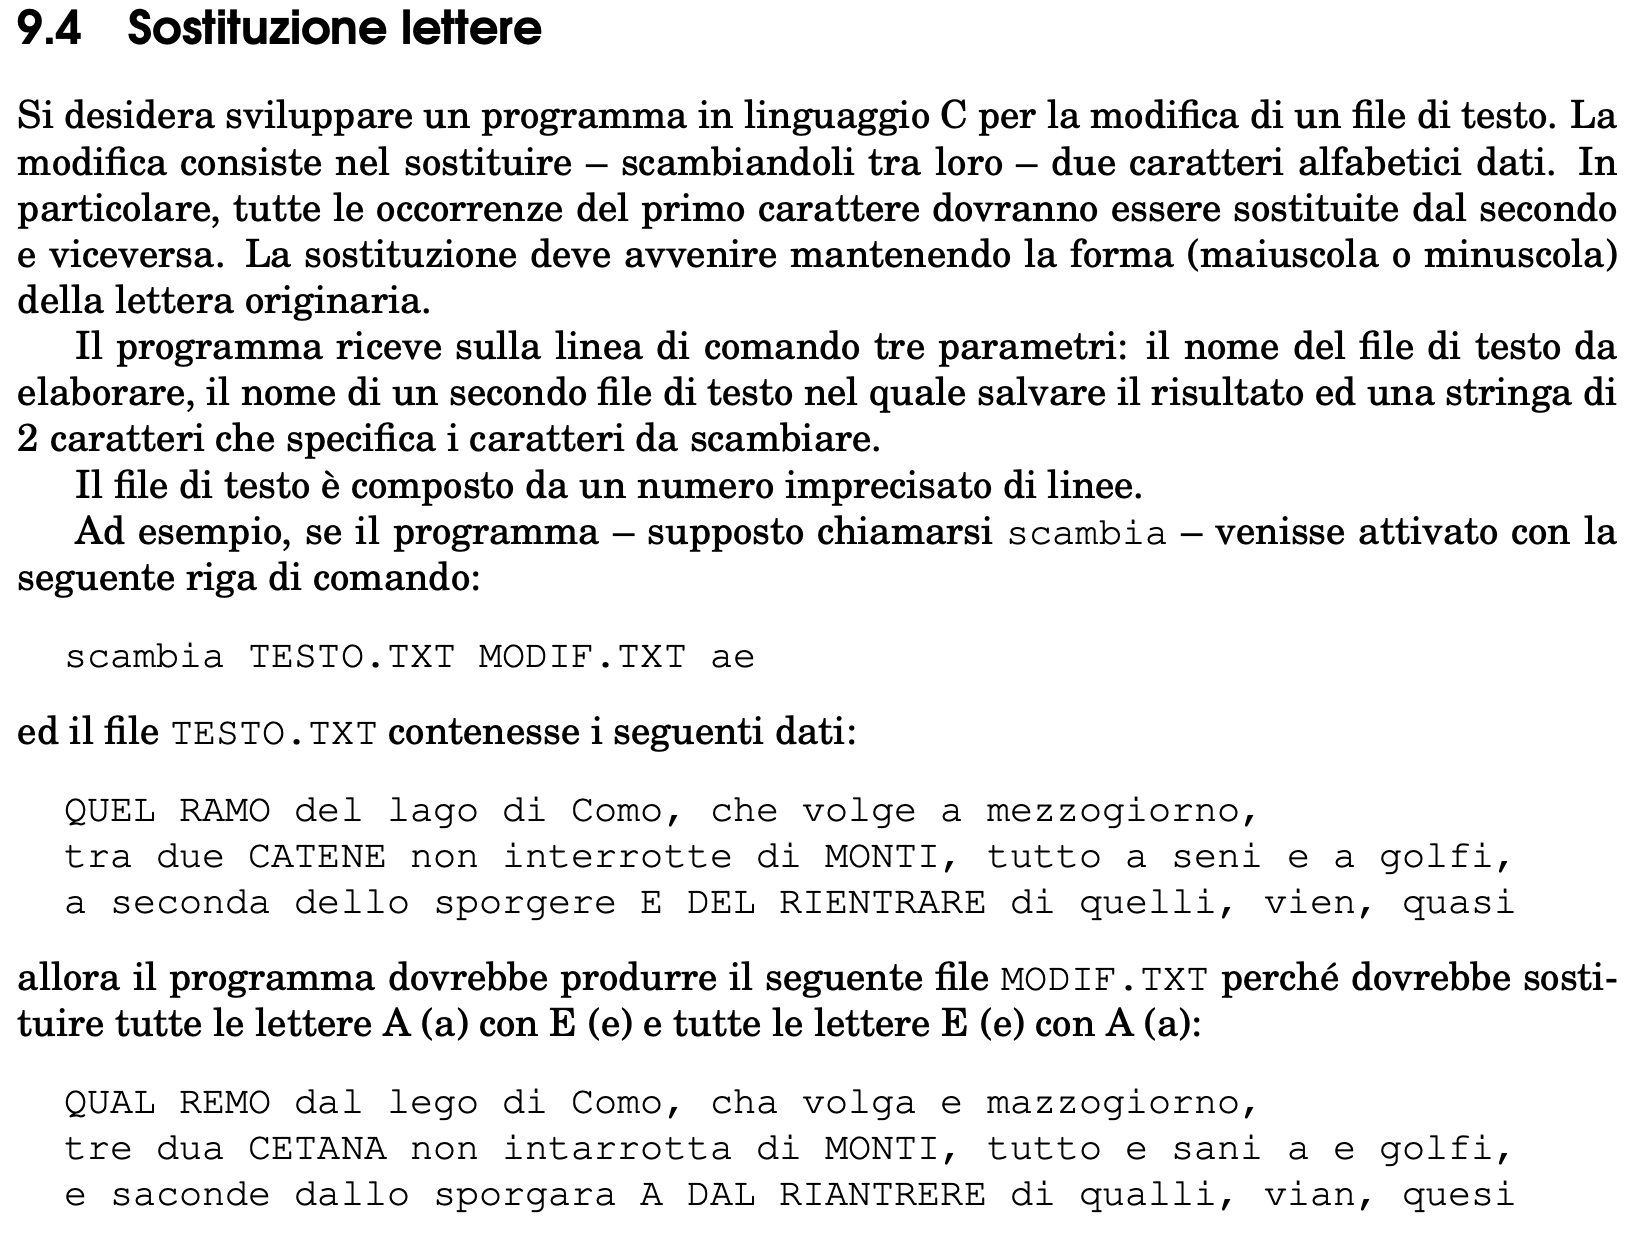 9.4 Sostituzione lettere
Si desidera sviluppare un programma in linguaggio C per la modifica di un file di testo. La
modifica consiste nel sostituire – scambiandoli tra loro – due caratteri alfabetici dati. In
particolare, tutte le occorrenze del primo carattere dovranno essere sostituite dal secondo
e viceversa. La sostituzione deve avvenire mantenendo la forma (maiuscola o minuscola)
della lettera originaria.
Il programma riceve sulla linea di comando tre parametri: il nome del file di testo da
elaborare, il nome di un secondo file di testo nel quale salvare il risultato ed una stringa di
2 caratteri che specifica i caratteri da scambiare.
Il file di testo è composto da un numero imprecisato di linee.
Ad esempio, se il programma – supposto chiamarsi scambia – venisse attivato con la
seguente riga di comando:
scambia TESTO.TXT MODIF.TXT ae
ed il file TESTO.TXT contenesse i seguenti dati:
QUEL RAMO del lago di Como, che volge a mezzogiorno,
tra due CATENE non interrotte di MONTI, tutto a seni e a golfi,
a seconda dello sporgere E DEL RIENTRARE di quelli, vien, quasi
allora il programma dovrebbe produrre il seguente file MODIF.TXT perché dovrebbe sosti-
tuire tutte le lettere A (a) con E (e) e tutte le lettere E (e) con A (a):
QUAL REMO dal lego di Como, cha volga e mazzogiorno,
tre dua CETANA non intarrotta di MONTI, tutto e sani a e golfi,
e saconde dallo sporgara A DAL RIANTRERE di qualli, vian, quesi